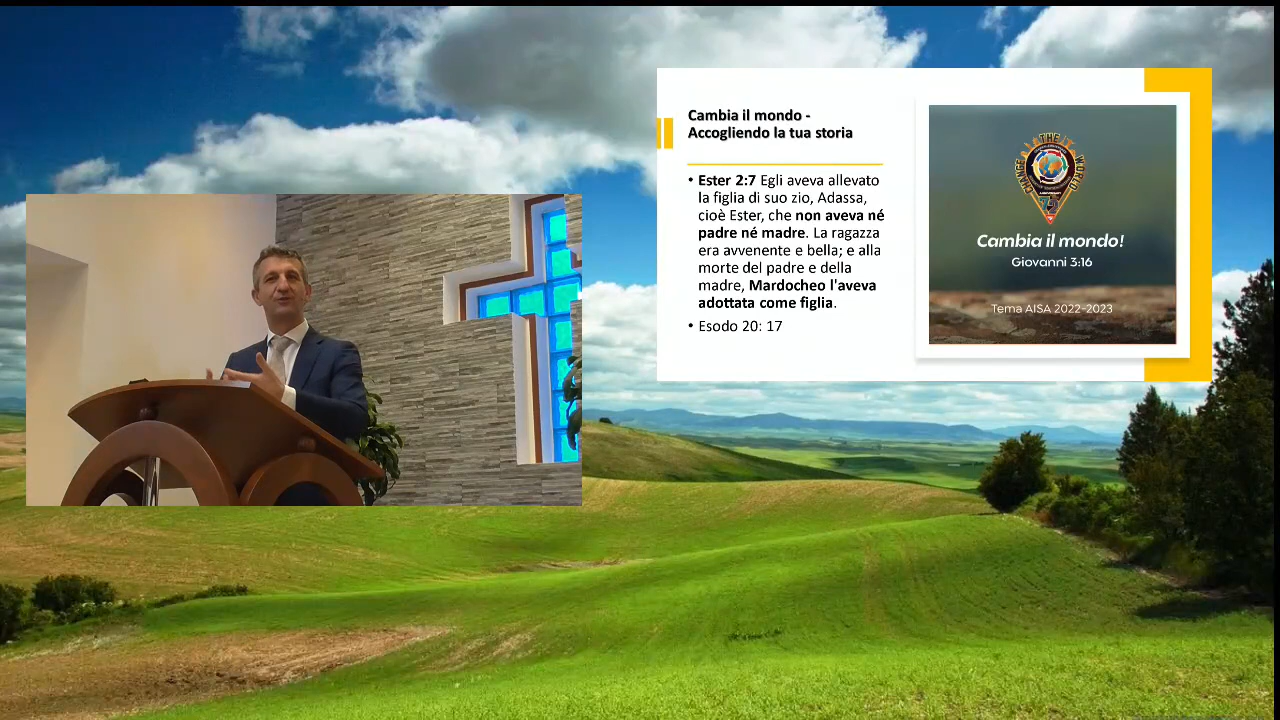 Cambia il mondo -
Accogliendo la tua storia
• Ester 2:7 Egli aveva allevato
la figlia di suo zio, Adassa,
cioè Ester, che non aveva né
padre né madre. La ragazza
era avvenente e bella; e alla
morte del padre e della
madre, Mardocheo l'aveva
adottata come figlia.
• Esodo 20: 17
CHANGE THE WORLD
Cambia il mondo!
Giovanni 3:16
Tema AISA 2022-2023